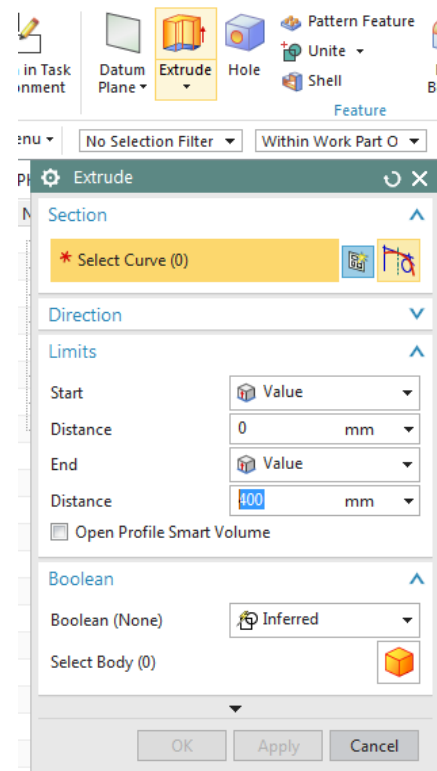 Pattern Feature
in Task
Datum
Extrude
Hole
Unite
onment
Plane
Shell
Feature
enu
No Selection Filter
Within Work Part O
Extrude
Section
* Select Curve (0)
Direction
Limits
Start
Value
Distance
0 mm
End
Value
Distance
400 mm
Open Profile Smart Volume
Boolean
Boolean (None)
Inferred
Select Body (0)
OK
Apply
Cancel